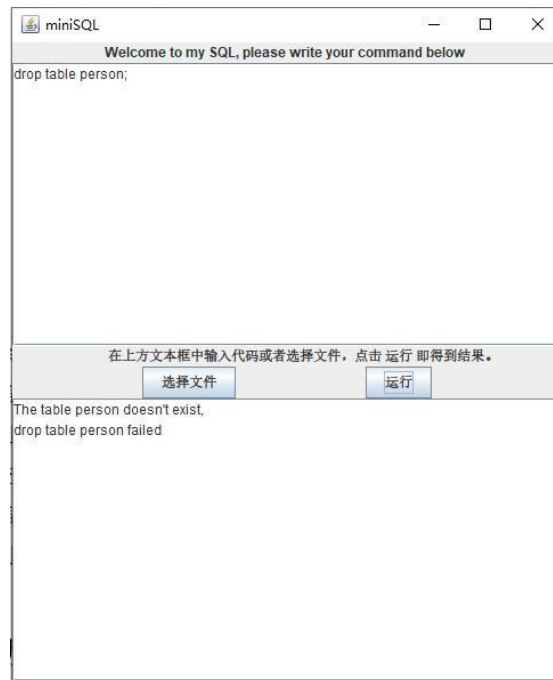 miniSQL
Welcome to my SQL, please write your command below
drop table person;
在上方文本框中输入代码或者选择文件，点击 运行 即得到结果。
选择文件 运行
The table person doesn't exist,
drop table person failed